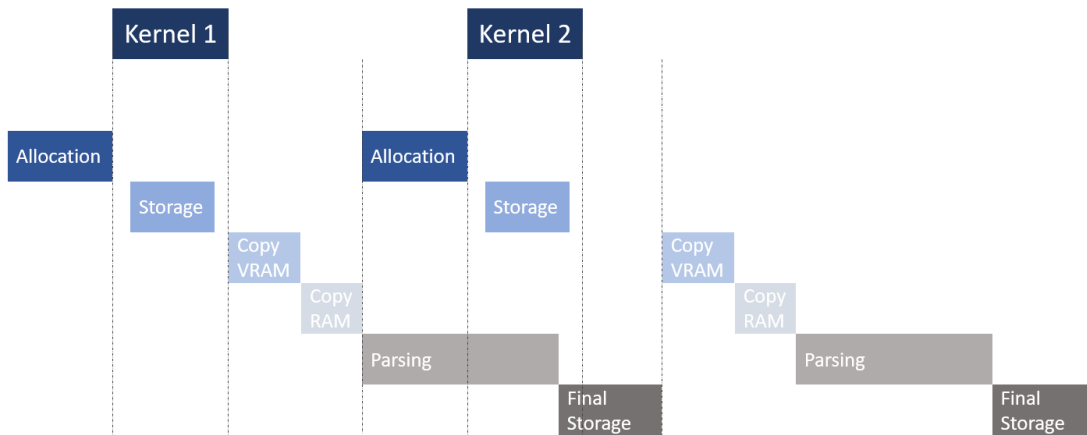 Kernel 1
Kernel 2
Allocation
Allocation
Storage
Storage
Copy
VRAM
Copy
VRAM
Copy
RAM
Copy
RAM
Parsing
Parsing
Final
Storage
Final
Storage